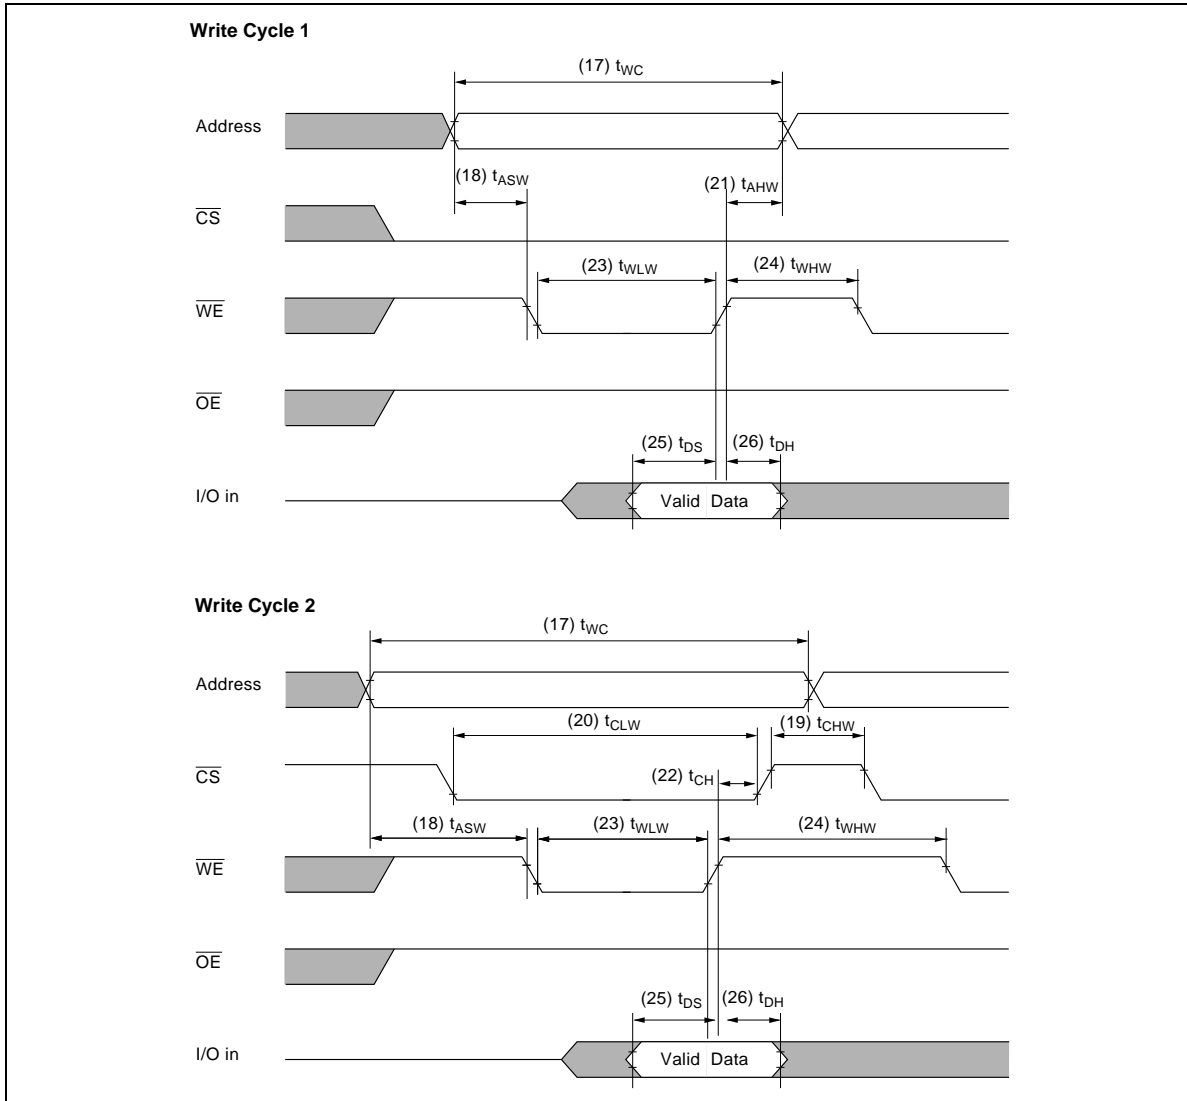 Write Cycle 1
(17) tWC
Address
(18) tASW
(21) tAHW
CS
(23) tWLW
(24) tWHW
WE
OE
(25) tDS
(26) tDH
I/O in
Valid Data
Write Cycle 2
(17) tWC
Address
(20) tCLW
(19) tCHW
CS
(22) tCH
(18) tASW
(23) tWLW
(24) tWHW
WE
OE
(25) tDS
(26) tDH
I/O in
Valid Data